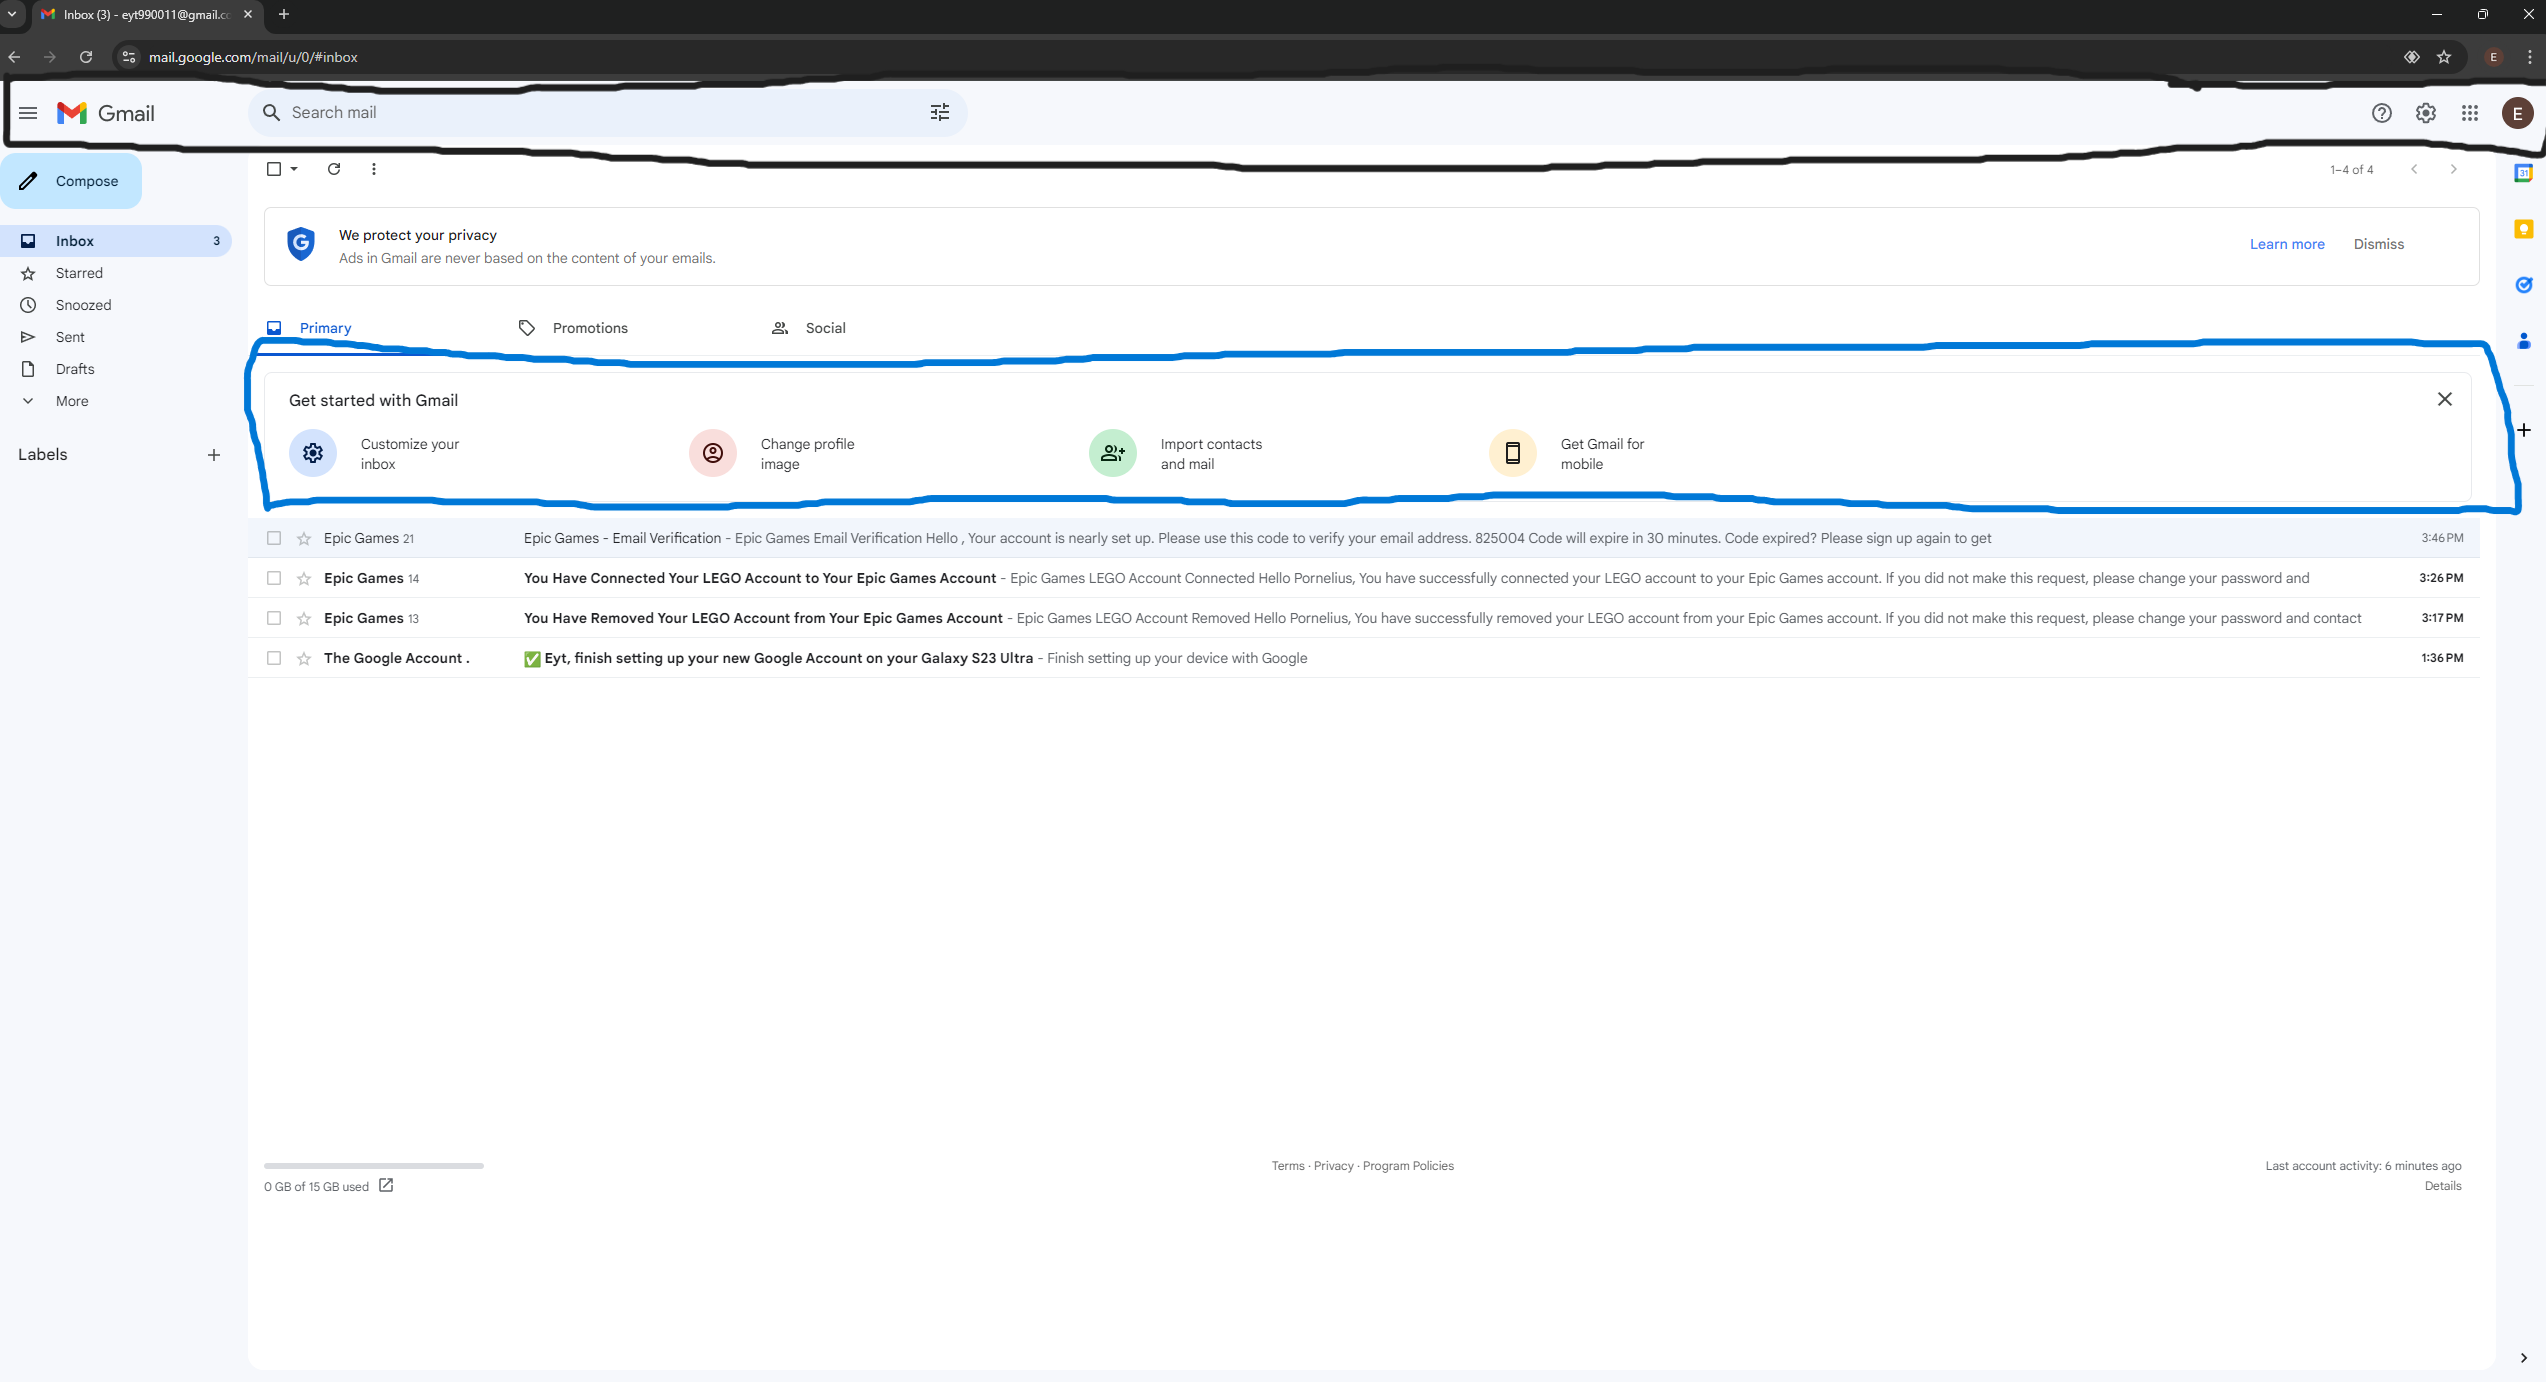 Inbox (3) - eyt990011@gmail.co
mail.google.com/mail/u/0/#inbox
E
Gmail
Search mail
E
Compose
1–4 of 4
31
Inbox 3
Starred
Snoozed
Sent
Drafts
More
Labels
G
We protect your privacy
Ads in Gmail are never based on the content of your emails.
Learn more
Dismiss
Primary
Promotions
Social
Get started with Gmail
Customize your
inbox
Change profile
image
Import contacts
and mail
Get Gmail for
mobile
Epic Games 21 Epic Games - Email Verification - Epic Games Email Verification Hello , Your account is nearly set up. Please use this code to verify your email address. 825004 Code will expire in 30 minutes. Code expired? Please sign up again to get 3:46 PM
Epic Games 14 You Have Connected Your LEGO Account to Your Epic Games Account - Epic Games LEGO Account Connected Hello Pornelius, You have successfully connected your LEGO account to your Epic Games account. If you did not make this request, please change your password and 3:26 PM
Epic Games 13 You Have Removed Your LEGO Account from Your Epic Games Account - Epic Games LEGO Account Removed Hello Pornelius, You have successfully removed your LEGO account from your Epic Games account. If you did not make this request, please change your password and contact 3:17 PM
The Google Account . ✅ Eyt, finish setting up your new Google Account on your Galaxy S23 Ultra - Finish setting up your device with Google 1:36 PM
0 GB of 15 GB used
Terms · Privacy · Program Policies
Last account activity: 6 minutes ago
Details